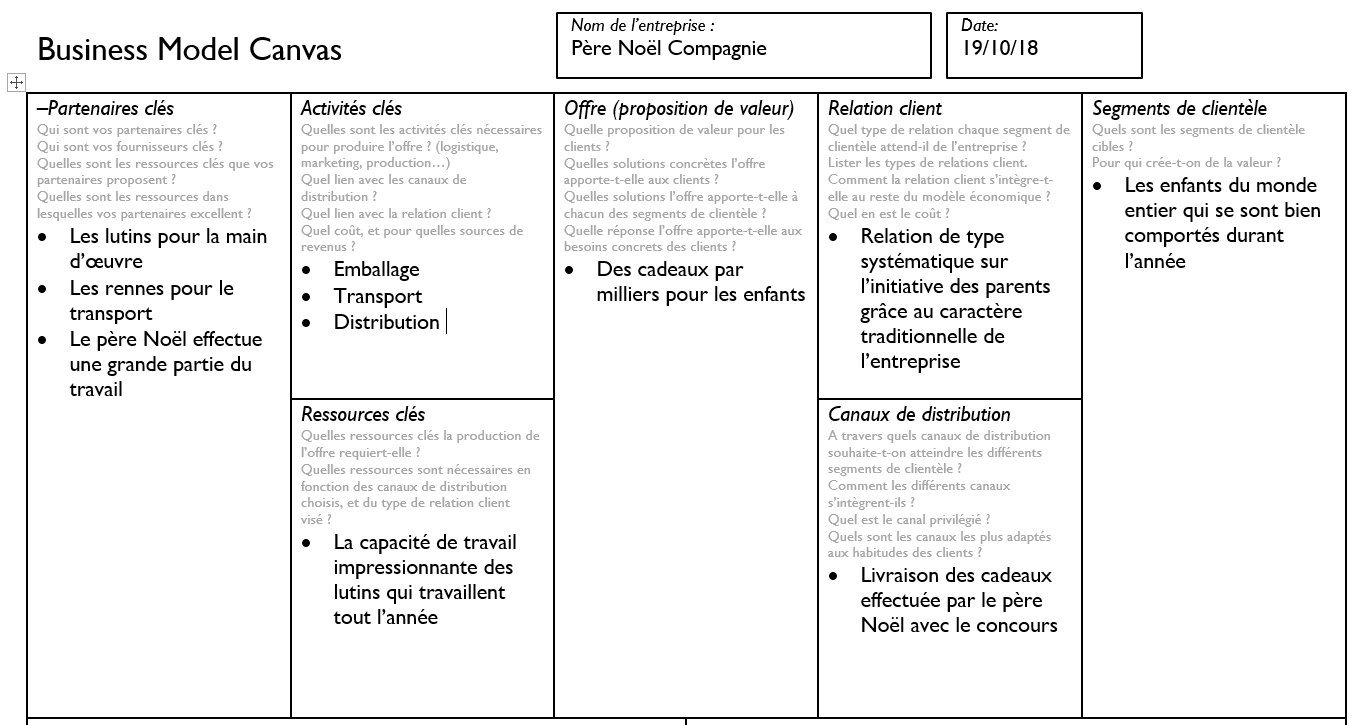 Business Model Canvas
Nom de l'entreprise :
Père Noël Compagnie
Date:
19/10/18
–Partenaires clés
Qui sont vos partenaires clés ?
Qui sont vos fournisseurs clés ?
Quelles sont les ressources clés que vos
partenaires proposent ?
Quelles sont les ressources dans
lesquelles vos partenaires excellent ?
• Les lutins pour la main
d'œuvre
• Les rennes pour le
transport
• Le père Noël effectue
une grande partie du
travail
Activités clés
Quelles sont les activités clés nécessaires
pour produire l'offre ? (logistique,
marketing, production…)
Quel lien avec les canaux de
distribution ?
Quel lien avec la relation client ?
Quel coût, et pour quelles sources de
revenus ?
• Emballage
• Transport
• Distribution
Ressources clés
Quelles ressources clés la production de
l'offre requiert-elle ?
Quelles ressources sont nécessaires en
fonction des canaux de distribution
choisis, et du type de relation client
visé ?
• La capacité de travail
impressionnante des
lutins qui travaillent
tout l'année
Offre (proposition de valeur)
Quelle proposition de valeur pour les
clients ?
Quelles solutions concrètes l'offre
apporte-t-elle aux clients ?
Quelles solutions l'offre apporte-t-elle à
chacun des segments de clientèle ?
Quelle réponse l'offre apporte-t-elle aux
besoins concrets des clients ?
• Des cadeaux par
milliers pour les enfants
Relation client
Quel type de relation chaque segment de
clientèle attend-il de l'entreprise ?
Lister les types de relations client.
Comment la relation client s'intègre-t-
elle au reste du modèle économique ?
Quel en est le coût ?
• Relation de type
systématique sur
l'initiative des parents
grâce au caractère
traditionnelle de
l'entreprise
Canaux de distribution
A travers quels canaux de distribution
souhaite-t-on atteindre les différents
segments de clientèle ?
Comment les différents canaux
s'intègrent-ils ?
Quel est le canal privilégié ?
Quels sont les canaux les plus adaptés
aux habitudes des clients ?
• Livraison des cadeaux
effectuée par le père
Noël avec le concours
Segments de clientèle
Quels sont les segments de clientèle
cibles ?
Pour qui crée-t-on de la valeur ?
• Les enfants du monde
entier qui se sont bien
comportés durant
l'année